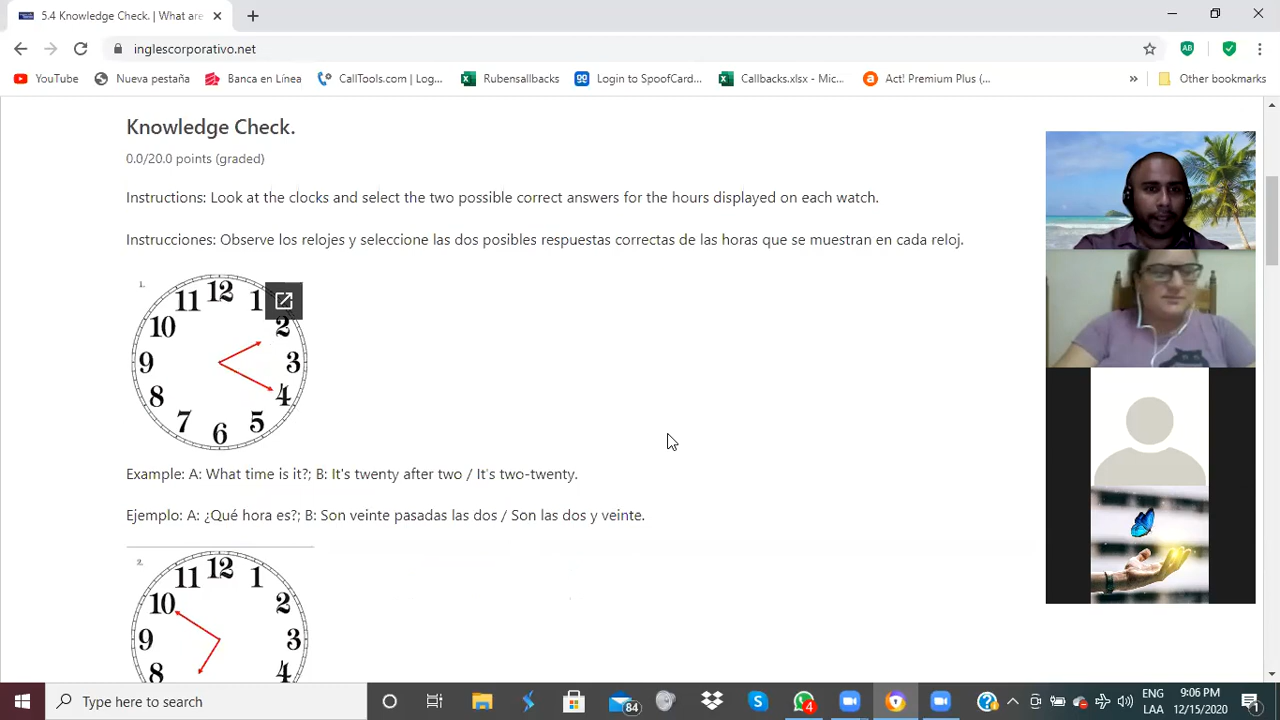 5.4 Knowledge Check. | What are
inglescorporativo.net
YouTube Nueva pestaña Banca en Línea CallTools.com | Log... Rubensallbacks Login to SpoofCard... Callbacks.xlsx - Mic... Act! Premium Plus (... » Other bookmarks
Knowledge Check.
0.0/20.0 points (graded)
Instructions: Look at the clocks and select the two possible correct answers for the hours displayed on each watch.
Instrucciones: Observe los relojes y seleccione las dos posibles respuestas correctas de las horas que se muestran en cada reloj.
1.
12
11 1
10 2
9 3
8 4
7 5
6
Example: A: What time is it?; B: It's twenty after two / It's two-twenty.
Ejemplo: A: ¿Qué hora es?; B: Son veinte pasadas las dos / Son las dos y veinte.
2.
12
11 1
10 2
9 3
8 4
Type here to search
84
4
ENG 9:06 PM
LAA 12/15/2020
1